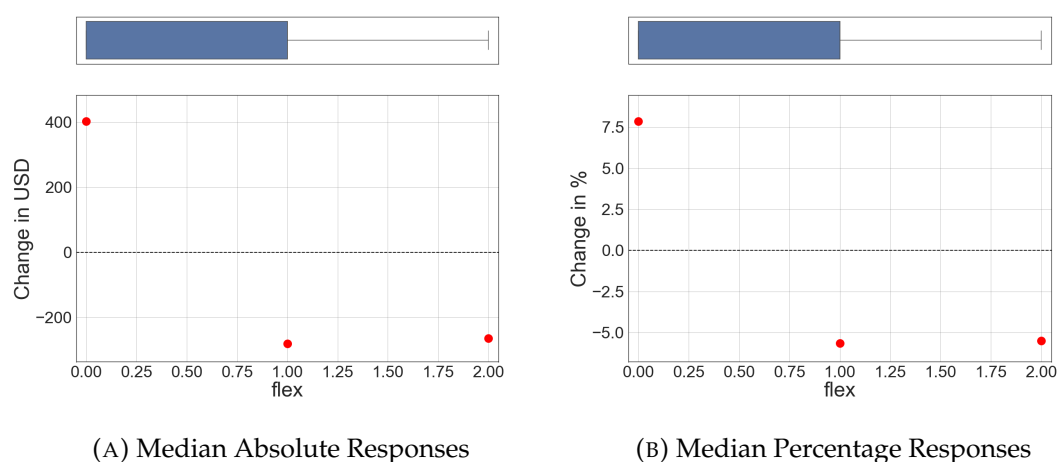 400
200
0
−200
Change in USD
0.00 0.25 0.50 0.75 1.00 1.25 1.50 1.75 2.00
flex
(A) Median Absolute Responses
7.5
5.0
2.5
0.0
−2.5
−5.0
Change in %
0.00 0.25 0.50 0.75 1.00 1.25 1.50 1.75 2.00
flex
(B) Median Percentage Responses